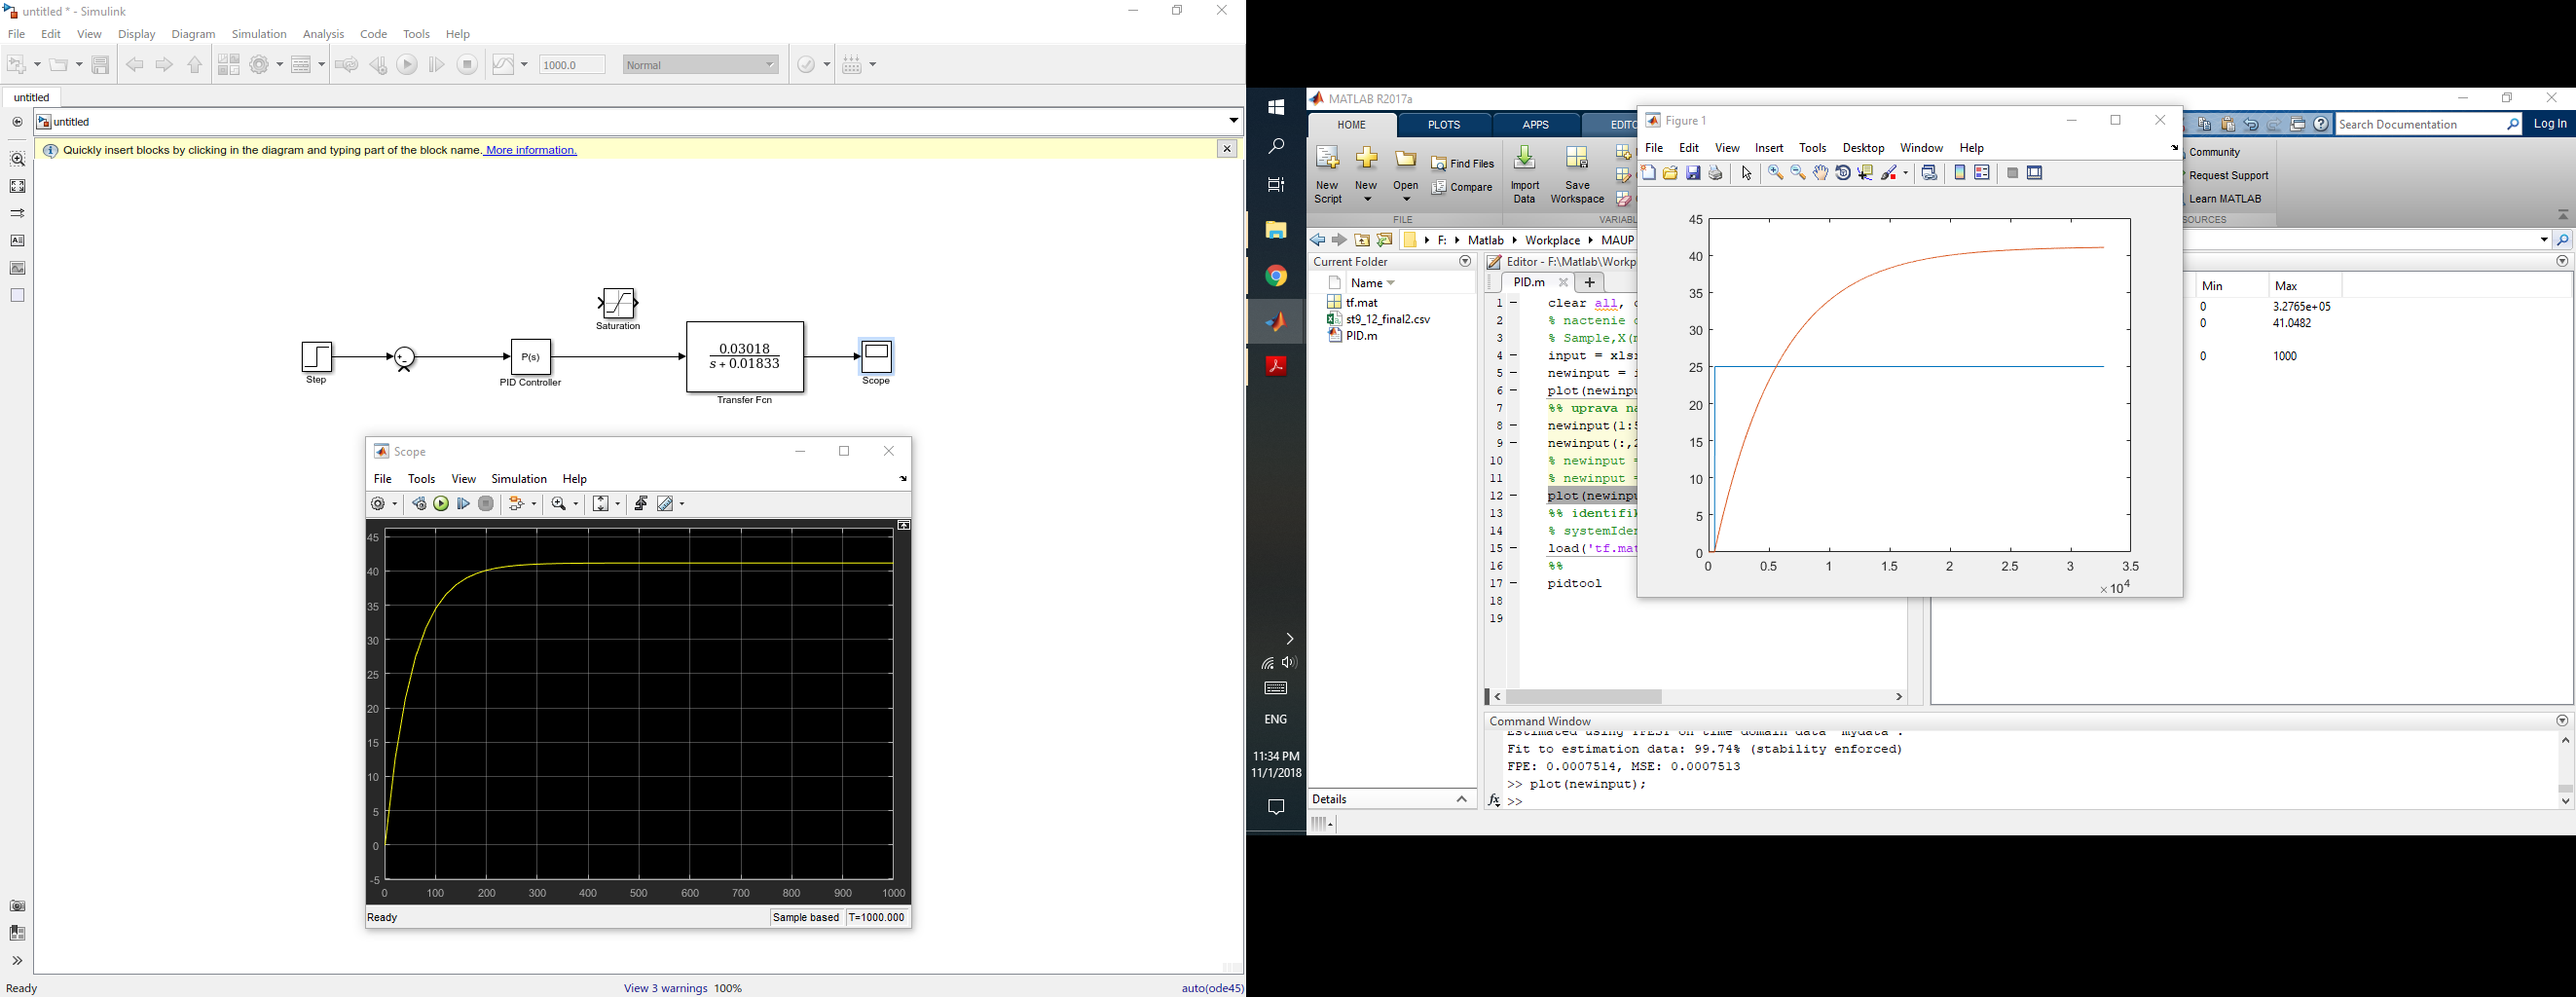 untitled * - Simulink
File Edit View Display Diagram Simulation Analysis Code Tools Help
1000.0 Normal
untitled
untitled
Quickly insert blocks by clicking in the diagram and typing part of the block name. More information.
Saturation
Step
P(s)
PID Controller
0.03018
s + 0.01833
Transfer Fcn
Scope
Scope
File Tools View Simulation Help
45
40
35
30
25
20
15
10
5
0
-5
0 100 200 300 400 500 600 700 800 900 1000
Ready Sample based T=1000.000
Ready View 3 warnings 100% auto(ode45)
ENG
11:34 PM
11/1/2018
MATLAB R2017a
HOME PLOTS APPS
Search Documentation Log In
New Script
New
Open
Find Files
Compare
Import Data
Save Workspace
FILE
Community
Request Support
Learn MATLAB
F: Matlab Workplace MAUP
Current Folder
Name
tf.mat
st9_12_final2.csv
PID.m
Details
Editor - F:\Matlab\Workp
PID.m
1 clear all,
2 % nactenie
3 % Sample,X(
4 input = xls
5 newinput =
6 plot(newinpu
7 %% uprava na
8 newinput(1:
9 newinput(:,
10 % newinput =
11 % newinput =
12 plot(newinpu
13 %% identifik
14 % systemIden
15 load('tf.mat
16 %%
17 pidtool
18
19
Figure 1
File Edit View Insert Tools Desktop Window Help
45
40
35
30
25
20
15
10
5
0
0 0.5 1 1.5 2 2.5 3 3.5
×10⁴
Min Max
0 3.2765e+05
0 41.0482
0 1000
Command Window
Fit to estimation data: 99.74% (stability enforced)
FPE: 0.0007514, MSE: 0.0007513
>> plot(newinput);
fx >>